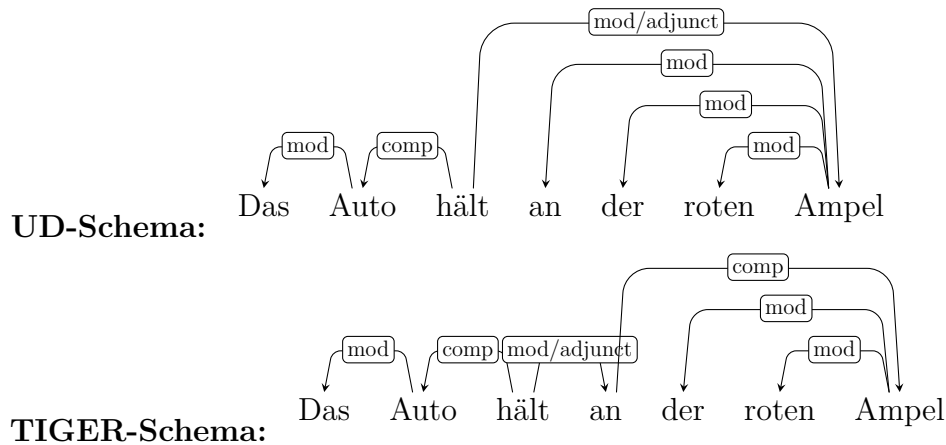 mod/adjunct
mod
mod
mod comp mod
UD-Schema: Das Auto hält an der roten Ampel
comp
mod
mod comp mod/adjunct mod
TIGER-Schema: Das Auto hält an der roten Ampel